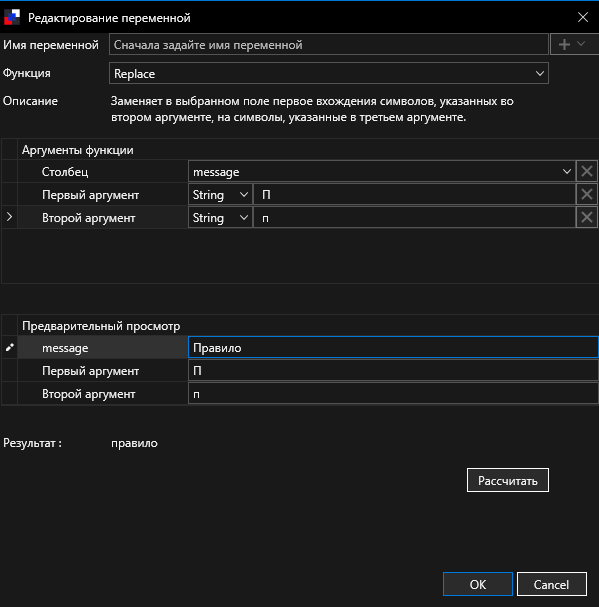 Редактирование переменной
Имя переменной Сначала задайте имя переменной
Функция Replace
Описание Заменяет в выбранном поле первое вхождения символов, указанных во
втором аргументе, на символы, указанные в третьем аргументе.
Аргументы функции
Столбец message
Первый аргумент String П
Второй аргумент String п
Предварительный просмотр
message Правило
Первый аргумент П
Второй аргумент п
Результат : правило
Рассчитать
OK Cancel